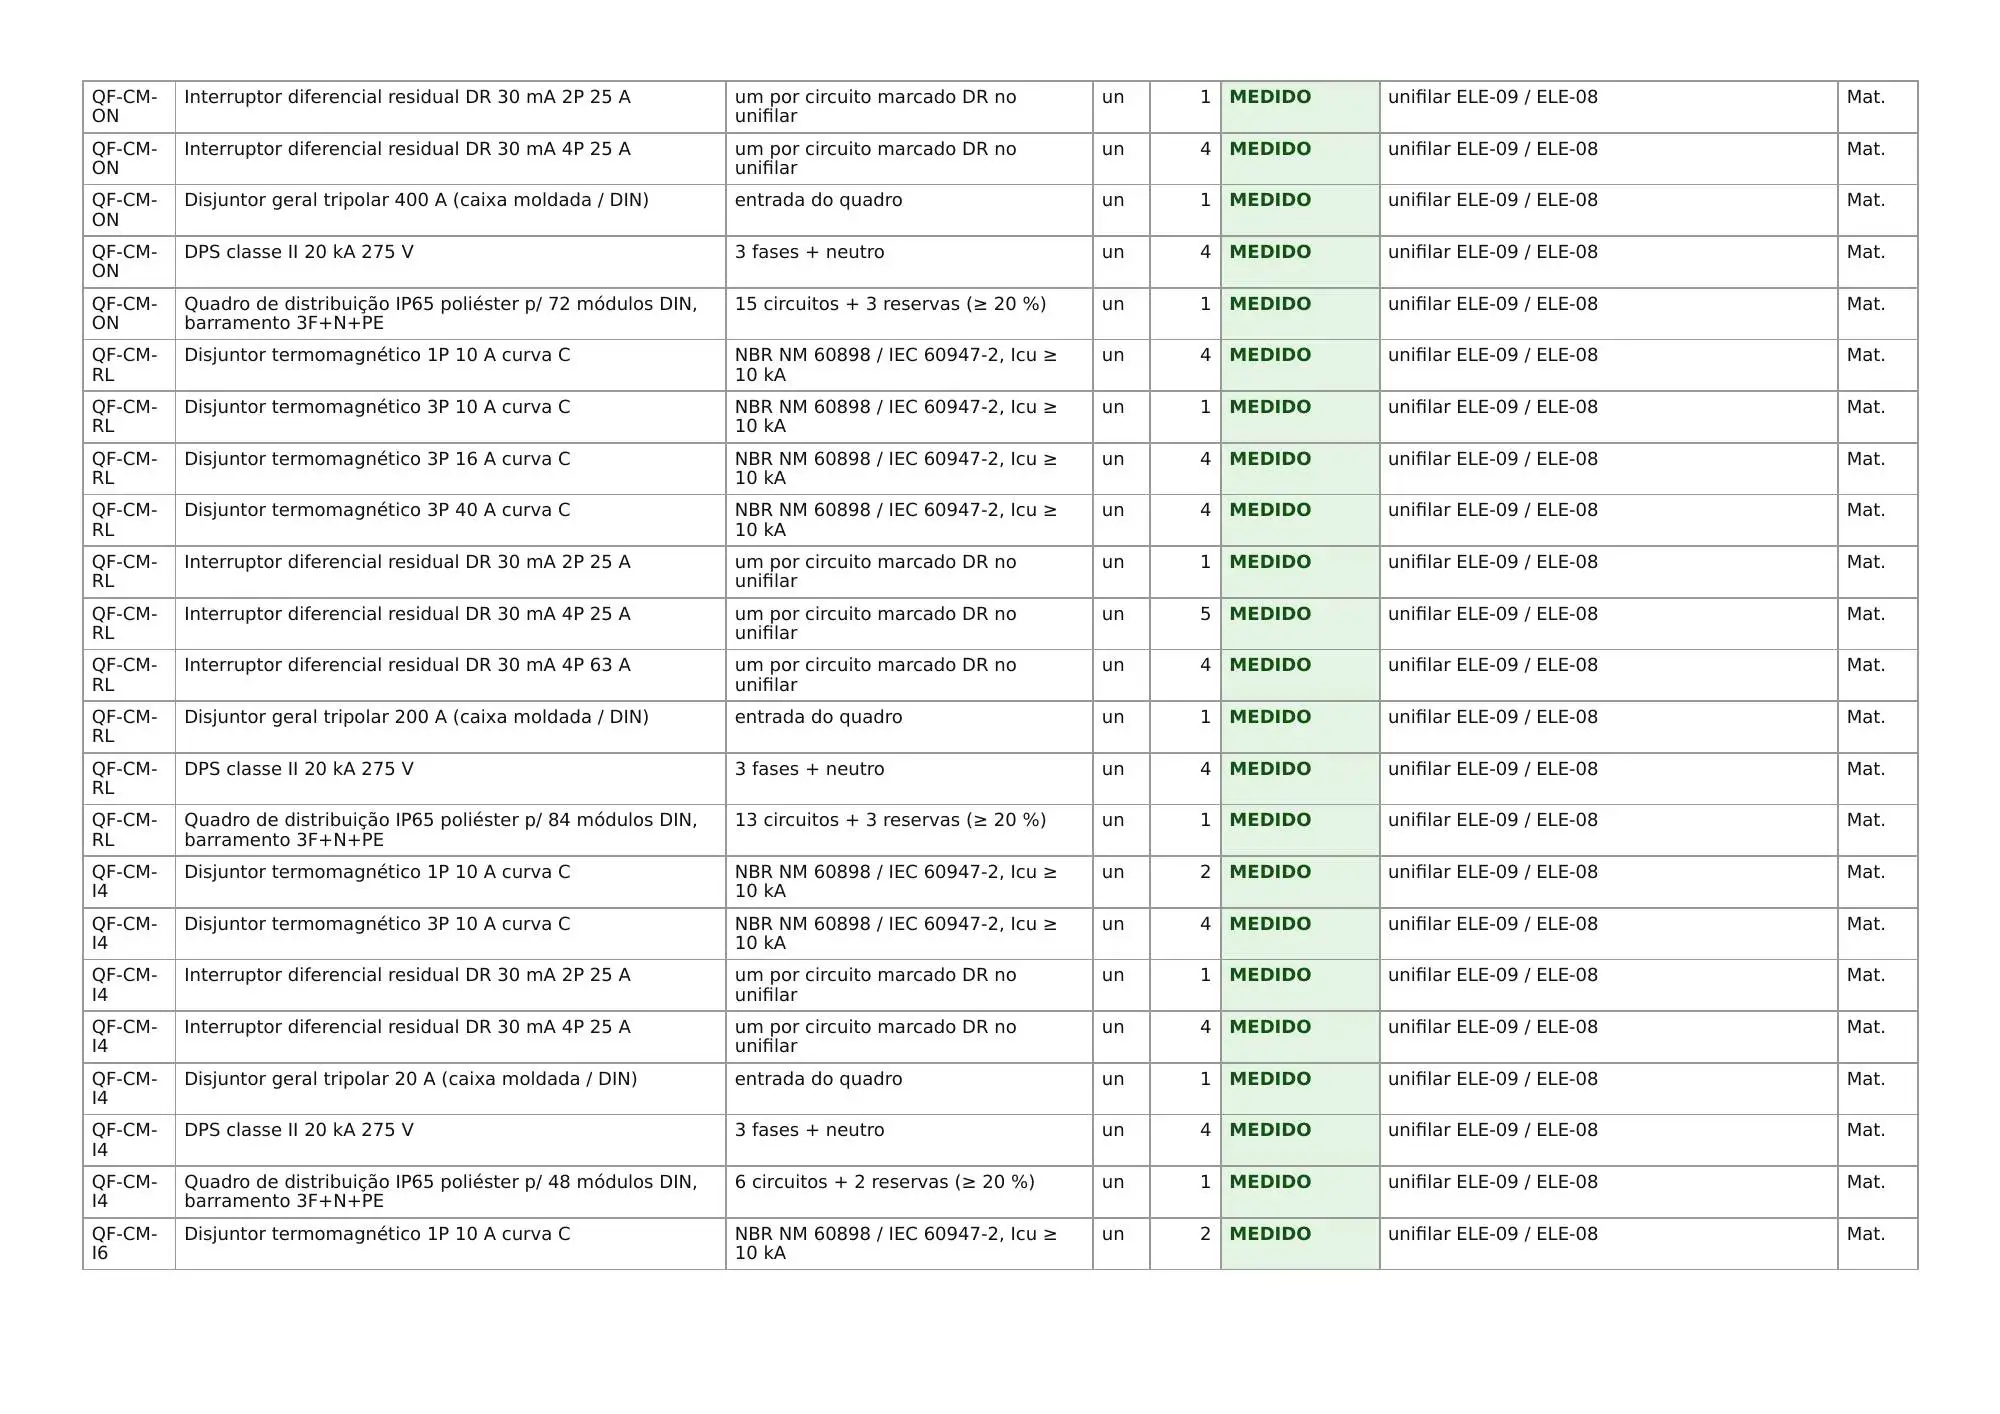 QF-CM- Interruptor diferencial residual DR 30 mA 2P 25 A um por circuito marcado DR no un 1 MEDIDO unifilar ELE-09 / ELE-08 Mat.
ON unifilar
QF-CM- Interruptor diferencial residual DR 30 mA 4P 25 A um por circuito marcado DR no un 4 MEDIDO unifilar ELE-09 / ELE-08 Mat.
ON unifilar
QF-CM- Disjuntor geral tripolar 400 A (caixa moldada / DIN) entrada do quadro un 1 MEDIDO unifilar ELE-09 / ELE-08 Mat.
ON
QF-CM- DPS classe II 20 kA 275 V 3 fases + neutro un 4 MEDIDO unifilar ELE-09 / ELE-08 Mat.
ON
QF-CM- Quadro de distribuição IP65 poliéster p/ 72 módulos DIN, 15 circuitos + 3 reservas (≥ 20 %) un 1 MEDIDO unifilar ELE-09 / ELE-08 Mat.
ON barramento 3F+N+PE
QF-CM- Disjuntor termomagnético 1P 10 A curva C NBR NM 60898 / IEC 60947-2, Icu ≥ un 4 MEDIDO unifilar ELE-09 / ELE-08 Mat.
RL 10 kA
QF-CM- Disjuntor termomagnético 3P 10 A curva C NBR NM 60898 / IEC 60947-2, Icu ≥ un 1 MEDIDO unifilar ELE-09 / ELE-08 Mat.
RL 10 kA
QF-CM- Disjuntor termomagnético 3P 16 A curva C NBR NM 60898 / IEC 60947-2, Icu ≥ un 4 MEDIDO unifilar ELE-09 / ELE-08 Mat.
RL 10 kA
QF-CM- Disjuntor termomagnético 3P 40 A curva C NBR NM 60898 / IEC 60947-2, Icu ≥ un 4 MEDIDO unifilar ELE-09 / ELE-08 Mat.
RL 10 kA
QF-CM- Interruptor diferencial residual DR 30 mA 2P 25 A um por circuito marcado DR no un 1 MEDIDO unifilar ELE-09 / ELE-08 Mat.
RL unifilar
QF-CM- Interruptor diferencial residual DR 30 mA 4P 25 A um por circuito marcado DR no un 5 MEDIDO unifilar ELE-09 / ELE-08 Mat.
RL unifilar
QF-CM- Interruptor diferencial residual DR 30 mA 4P 63 A um por circuito marcado DR no un 4 MEDIDO unifilar ELE-09 / ELE-08 Mat.
RL unifilar
QF-CM- Disjuntor geral tripolar 200 A (caixa moldada / DIN) entrada do quadro un 1 MEDIDO unifilar ELE-09 / ELE-08 Mat.
RL
QF-CM- DPS classe II 20 kA 275 V 3 fases + neutro un 4 MEDIDO unifilar ELE-09 / ELE-08 Mat.
RL
QF-CM- Quadro de distribuição IP65 poliéster p/ 84 módulos DIN, 13 circuitos + 3 reservas (≥ 20 %) un 1 MEDIDO unifilar ELE-09 / ELE-08 Mat.
RL barramento 3F+N+PE
QF-CM- Disjuntor termomagnético 1P 10 A curva C NBR NM 60898 / IEC 60947-2, Icu ≥ un 2 MEDIDO unifilar ELE-09 / ELE-08 Mat.
I4 10 kA
QF-CM- Disjuntor termomagnético 3P 10 A curva C NBR NM 60898 / IEC 60947-2, Icu ≥ un 4 MEDIDO unifilar ELE-09 / ELE-08 Mat.
I4 10 kA
QF-CM- Interruptor diferencial residual DR 30 mA 2P 25 A um por circuito marcado DR no un 1 MEDIDO unifilar ELE-09 / ELE-08 Mat.
I4 unifilar
QF-CM- Interruptor diferencial residual DR 30 mA 4P 25 A um por circuito marcado DR no un 4 MEDIDO unifilar ELE-09 / ELE-08 Mat.
I4 unifilar
QF-CM- Disjuntor geral tripolar 20 A (caixa moldada / DIN) entrada do quadro un 1 MEDIDO unifilar ELE-09 / ELE-08 Mat.
I4
QF-CM- DPS classe II 20 kA 275 V 3 fases + neutro un 4 MEDIDO unifilar ELE-09 / ELE-08 Mat.
I4
QF-CM- Quadro de distribuição IP65 poliéster p/ 48 módulos DIN, 6 circuitos + 2 reservas (≥ 20 %) un 1 MEDIDO unifilar ELE-09 / ELE-08 Mat.
I4 barramento 3F+N+PE
QF-CM- Disjuntor termomagnético 1P 10 A curva C NBR NM 60898 / IEC 60947-2, Icu ≥ un 2 MEDIDO unifilar ELE-09 / ELE-08 Mat.
I6 10 kA